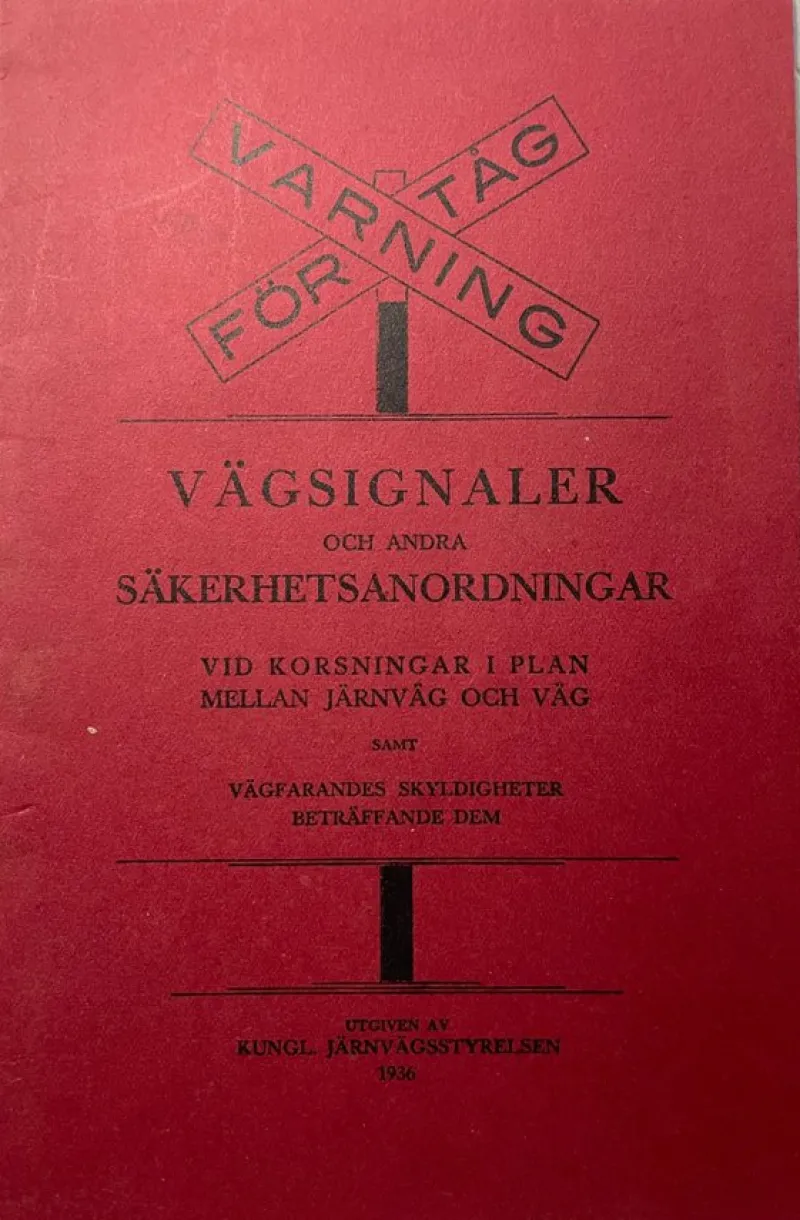 VARNING
FÖR TÅG
VÄGSIGNALER
OCH ANDRA
SÄKERHETSANORDNINGAR
VID KORSNINGAR I PLAN
MELLAN JÄRNVÄG OCH VÄG
SAMT
VÄGFARANDES SKYLDIGHETER
BETRÄFFANDE DEM
UTGIVEN AV
KUNGL. JÄRNVÄGSSTYRELSEN
1936